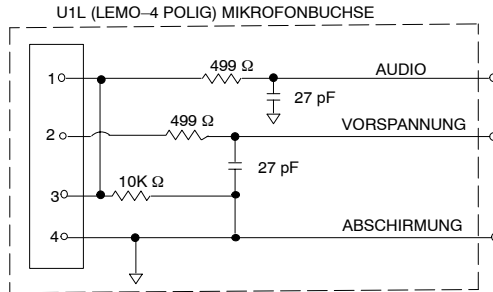 U1L (LEMO–4 POLIG) MIKROFONBUCHSE
499 Ω
1
AUDIO
27 pF
499 Ω
2
VORSPANNUNG
27 pF
10K Ω
3
ABSCHIRMUNG
4